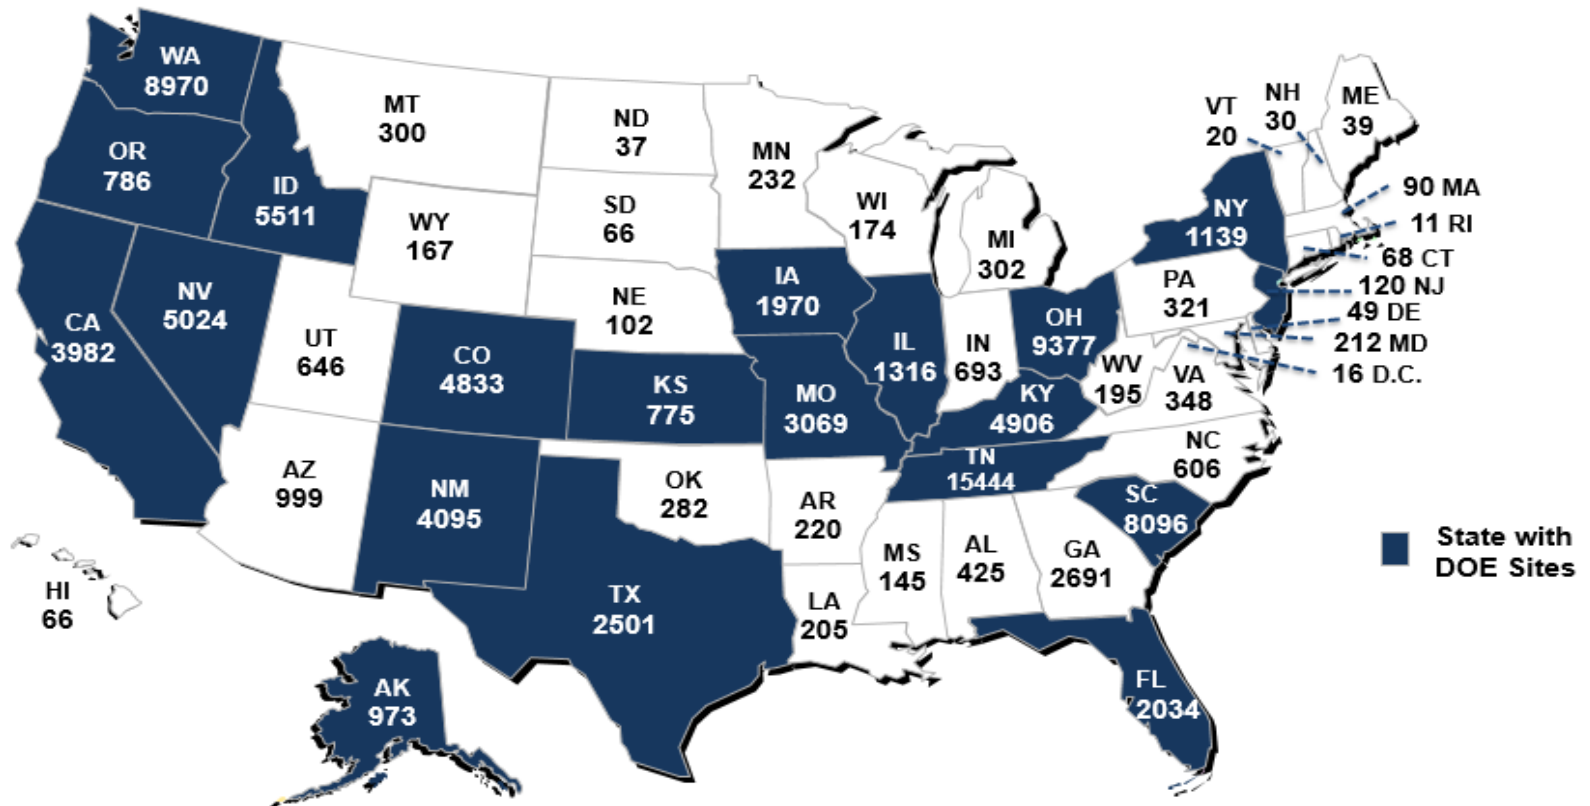 WA
8970
OR
786
ID
5511
MT
300
ND
37
MN
232
SD
66
WY
167
WI
174
MI
302
VT
20
NH
30
ME
39
90 MA
11 RI
68 CT
120 NJ
49 DE
212 MD
16 D.C.
NY
1139
PA
321
CA
3982
NV
5024
UT
646
CO
4833
NE
102
IA
1970
KS
775
MO
3069
IL
1316
IN
693
OH
9377
WV
195
VA
348
KY
4906
NC
606
TN
15444
SC
8096
AZ
999
NM
4095
OK
282
AR
220
MS
145
AL
425
GA
2691
LA
205
TX
2501
FL
2034
HI
66
AK
973
State with
DOE Sites